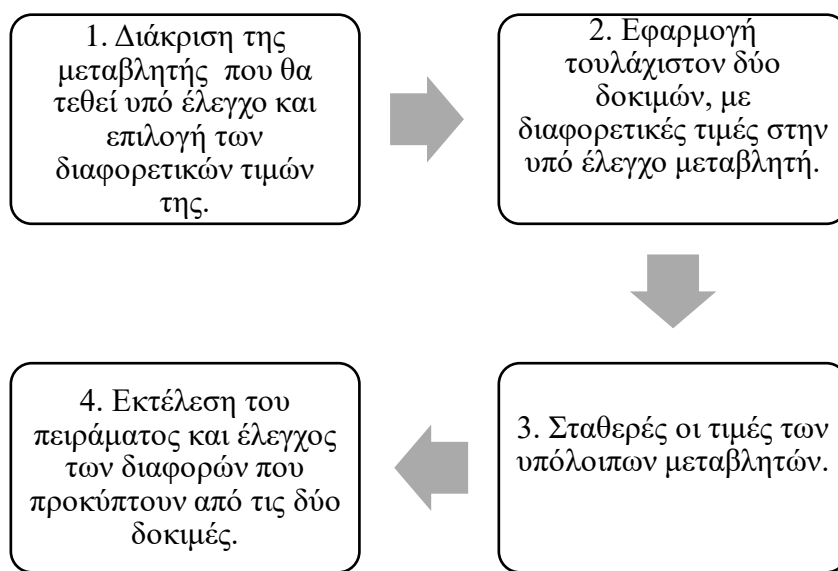 1. Διάκριση της
μεταβλητής που θα
τεθεί υπό έλεγχο και
επιλογή των
διαφορετικών τιμών
της.
2. Εφαρμογή
τουλάχιστον δύο
δοκιμών, με
διαφορετικές τιμές στην
υπό έλεγχο μεταβλητή.
3. Σταθερές οι τιμές των
υπόλοιπων μεταβλητών.
4. Εκτέλεση του
πειράματος και έλεγχος
των διαφορών που
προκύπτουν από τις δύο
δοκιμές.